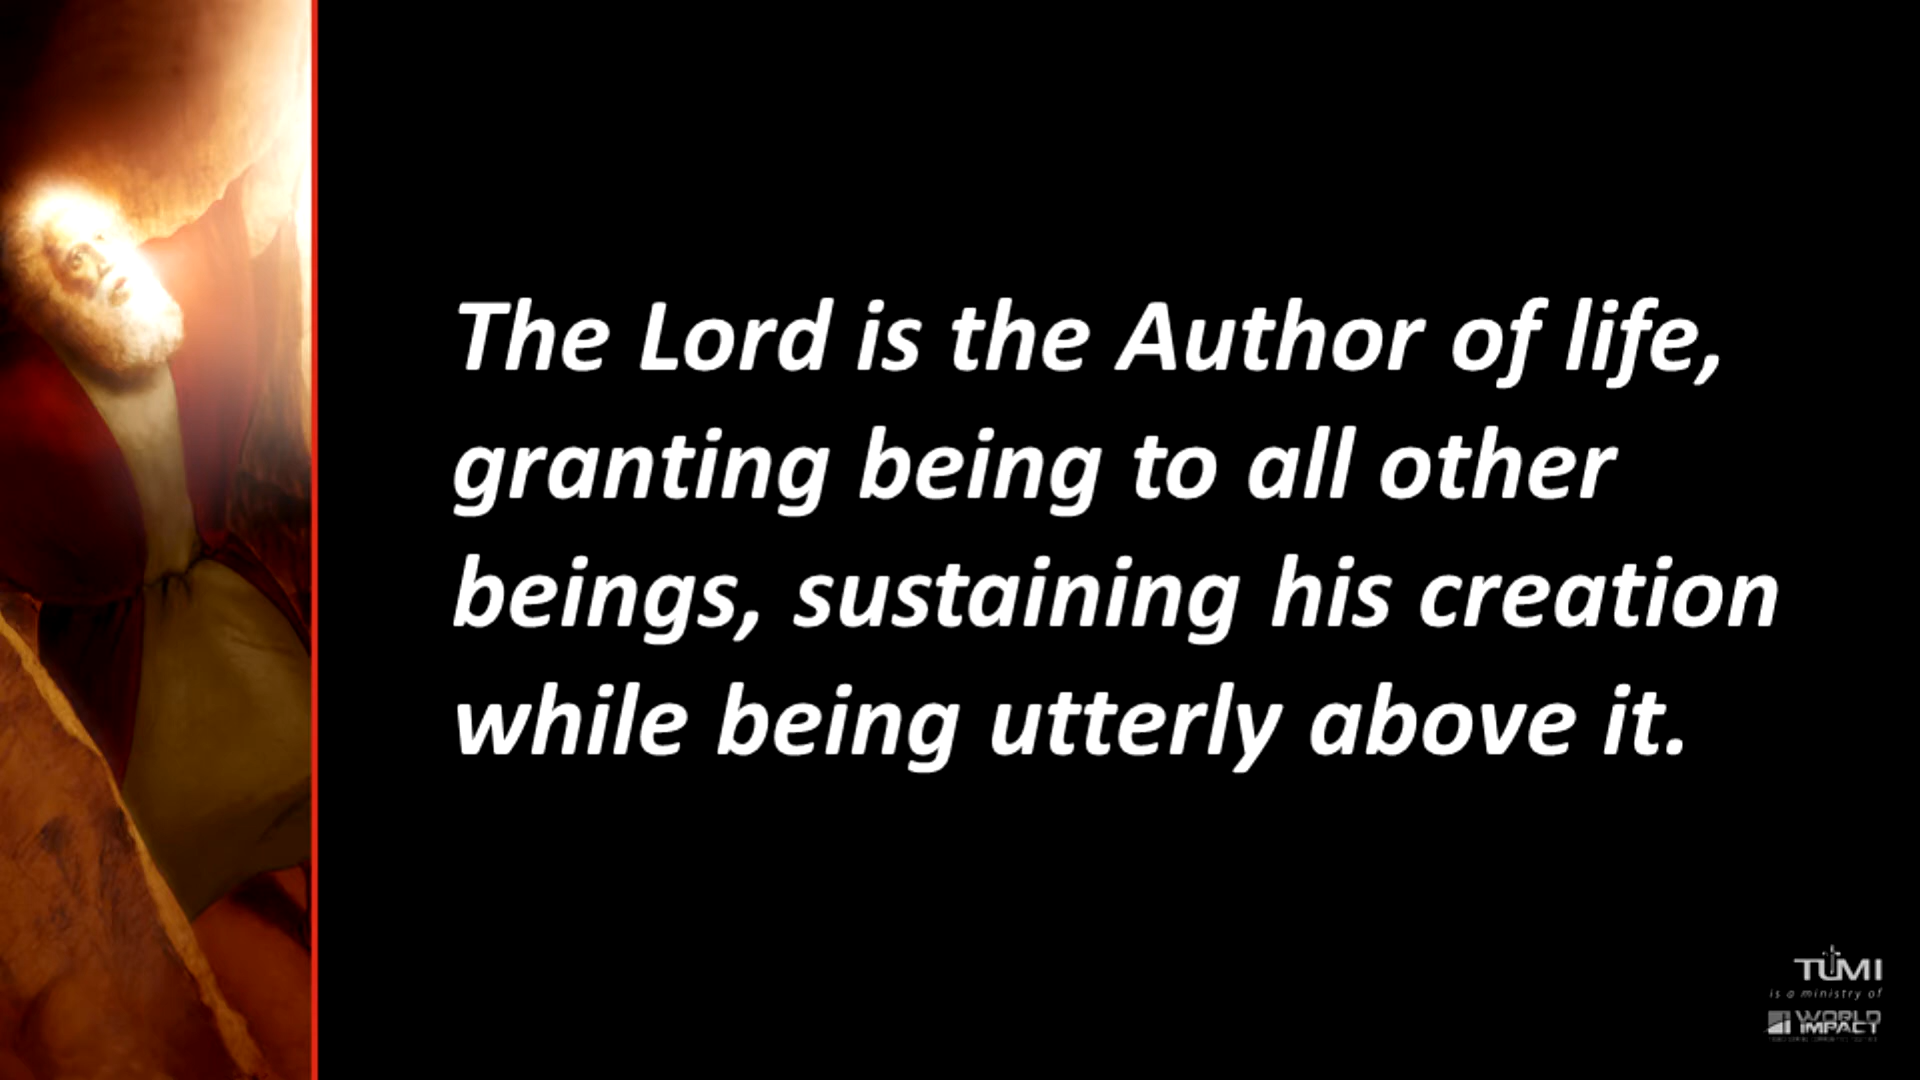 The Lord is the Author of life,
granting being to all other
beings, sustaining his creation
while being utterly above it.
TUMI
is a ministry of
WORLD
IMPACT